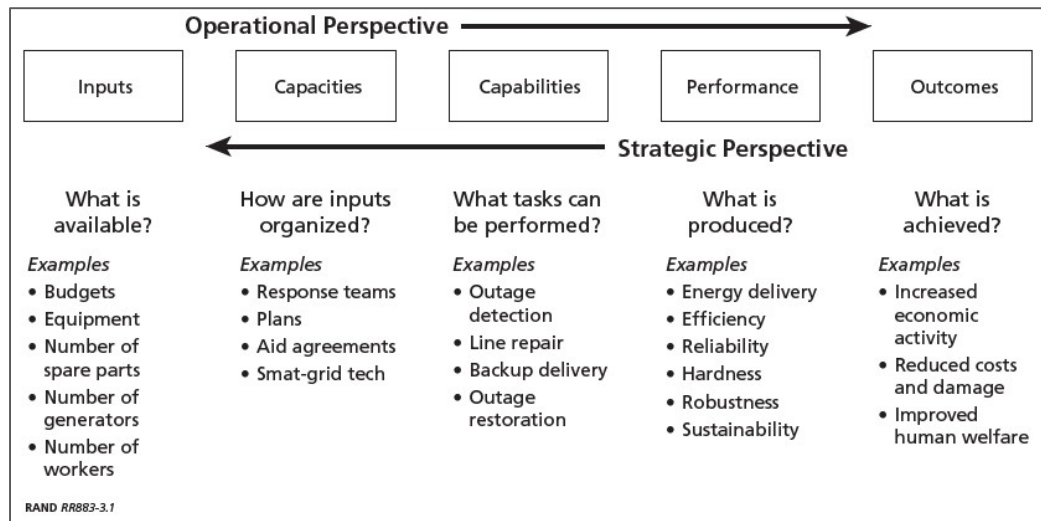 Operational Perspective
Inputs
Capacities
Capabilities
Performance
Outcomes
Strategic Perspective
What is
available?
Examples
• Budgets
• Equipment
• Number of
spare parts
• Number of
generators
• Number of
workers
How are inputs
organized?
Examples
• Response teams
• Plans
• Aid agreements
• Smat-grid tech
What tasks can
be performed?
Examples
• Outage
detection
• Line repair
• Backup delivery
• Outage
restoration
What is
produced?
Examples
• Energy delivery
• Efficiency
• Reliability
• Hardness
• Robustness
• Sustainability
What is
achieved?
Examples
• Increased
economic
activity
• Reduced costs
and damage
• Improved
human welfare
RAND RR883-3.1